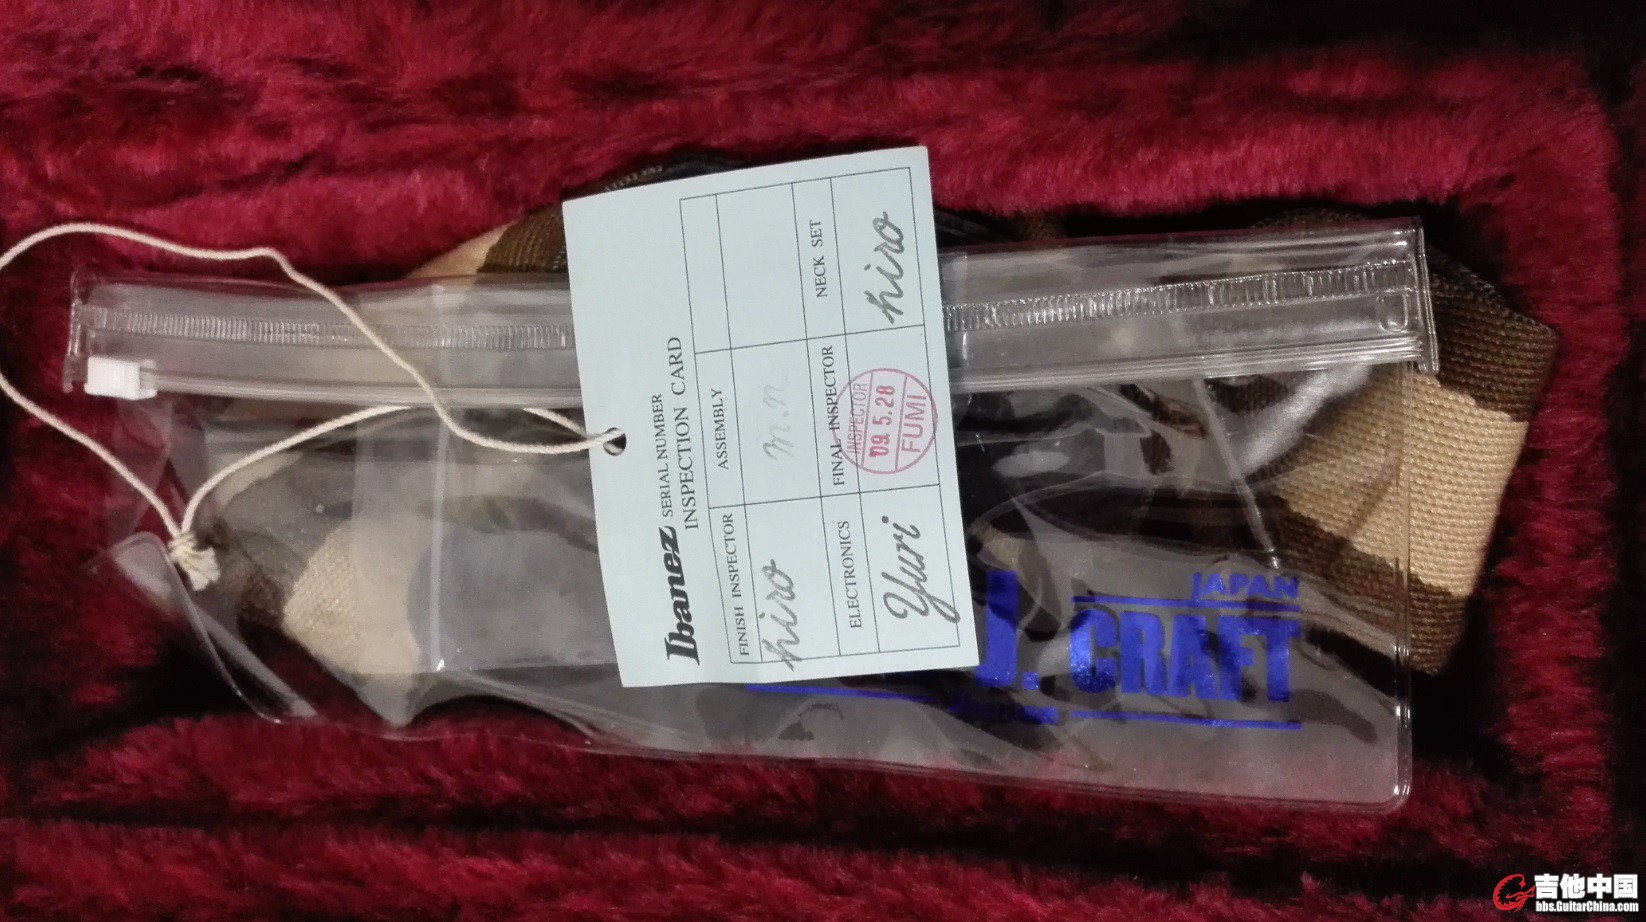 Ibanez SERIAL NUMBER
INSPECTION CARD
FINISH INSPECTOR
ASSEMBLY
hiro
m.n
ELECTRONICS
FINAL INSPECTOR
NECK SET
Yuri
INSPECTOR
'09.5.28
FUMI
hiro
JAPAN
J. CRAFT
吉他中国
bbs.GuitarChina.com